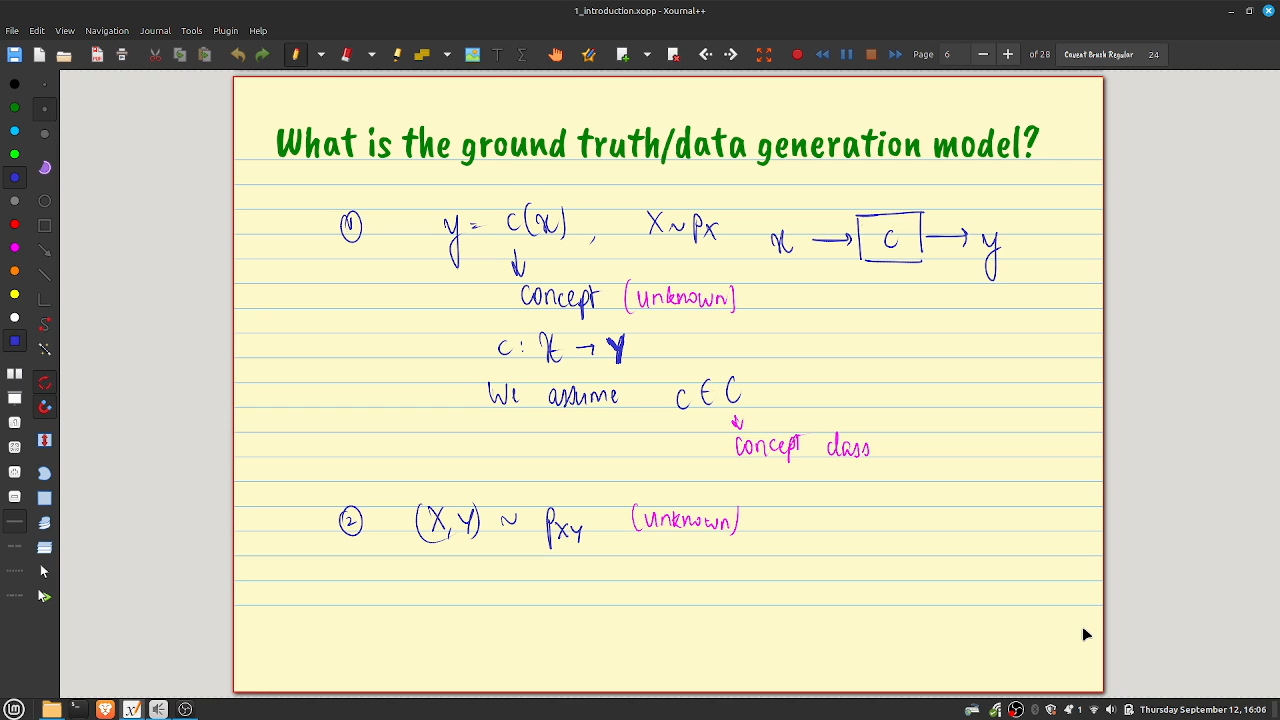 1_introduction.xopp - Xournal++
File Edit View Navigation Journal Tools Plugin Help
Page 6 of 28 Caveat Brush Regular 24
What is the ground truth/data generation model?
① y = c(x) , X ~ pX x → c → y
↓
concept (unknown)
c : X → Y
We assume c ∈ C
↓
concept class
② (X, Y) ~ pXY (unknown)
1 Thursday September 12, 16:06